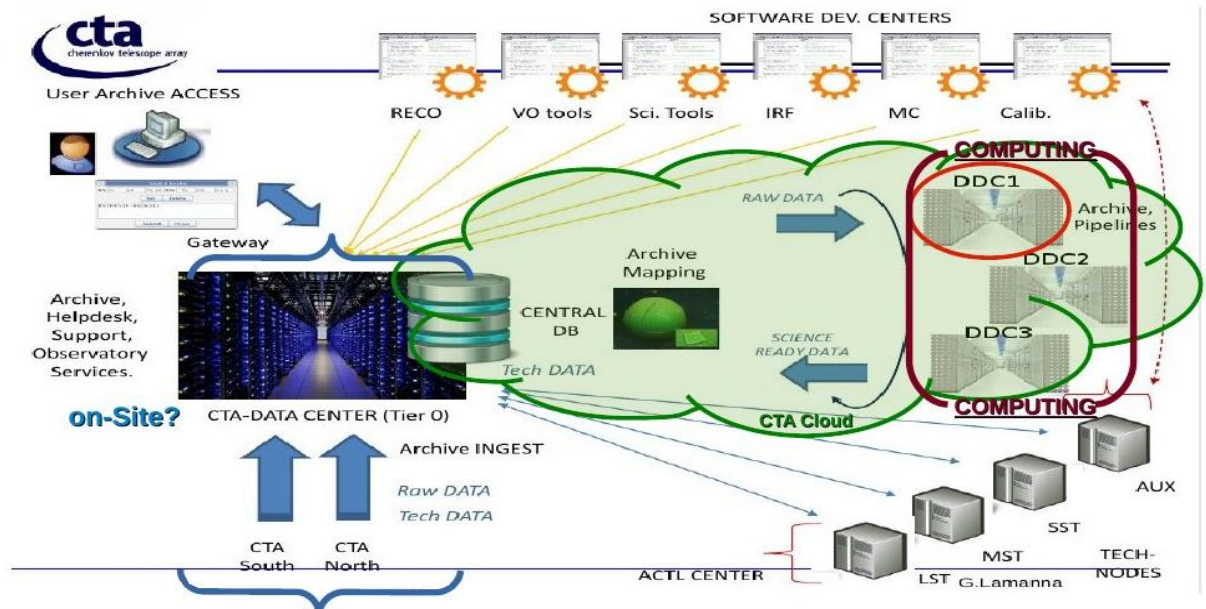 cta
cherenkov telescope array
SOFTWARE DEV. CENTERS
User Archive ACCESS
RECO
VO tools
Sci. Tools
IRF
MC
Calib.
COMPUTING
DDC1
RAW DATA
Archive,
Pipelines
Gateway
Archive
Mapping
DDC2
Archive,
Helpdesk,
Support,
Observatory
Services.
CENTRAL
DB
SCIENCE
READY DATA
DDC3
Tech DATA
on-Site?
CTA-DATA CENTER (Tier 0)
CTA Cloud
COMPUTING
Archive INGEST
Raw DATA
Tech DATA
AUX
SST
CTA
South
CTA
North
MST
TECH-
NODES
ACTL CENTER
LST
G.Lamanna